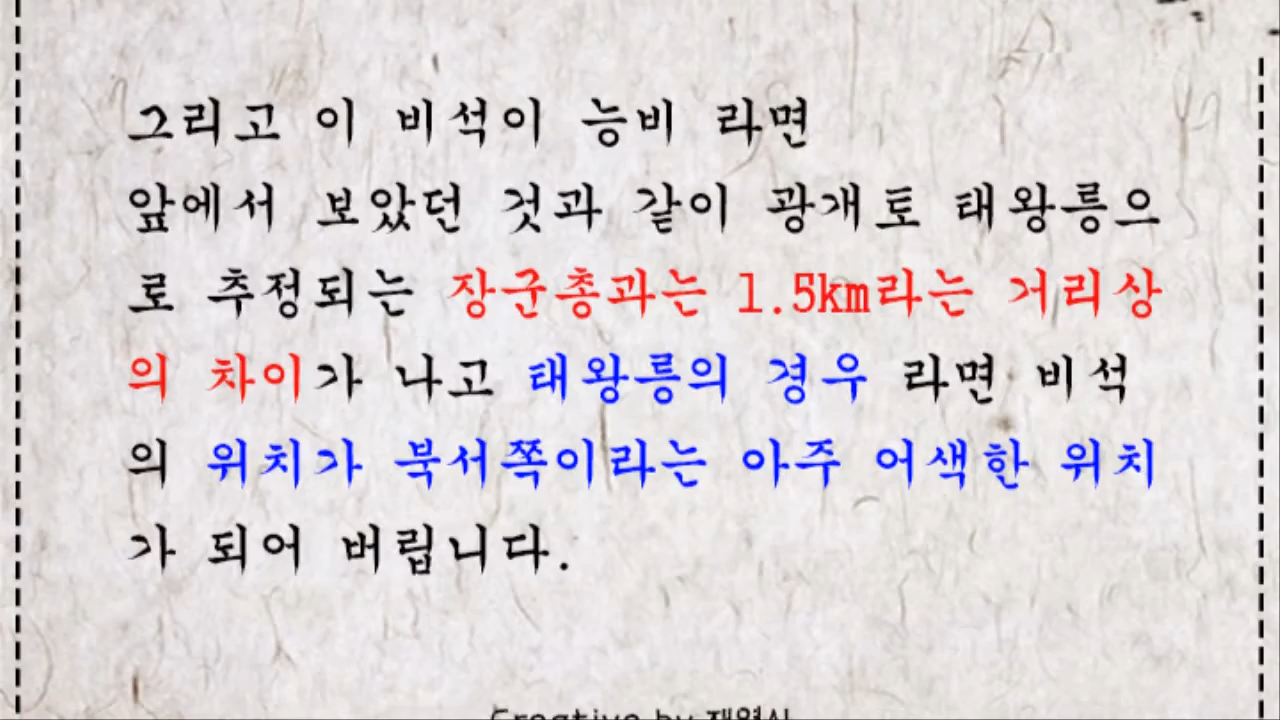 그리고 이 비석이 능비 라면
앞에서 보았던 것과 같이 광개토 태왕릉으
로 추정되는 장군총과는 1.5km라는 거리상
의 차이가 나고 태왕릉의 경우 라면 비석
의 위치가 북서쪽이라는 아주 어색한 위치
가 되어 버립니다.
Creative by